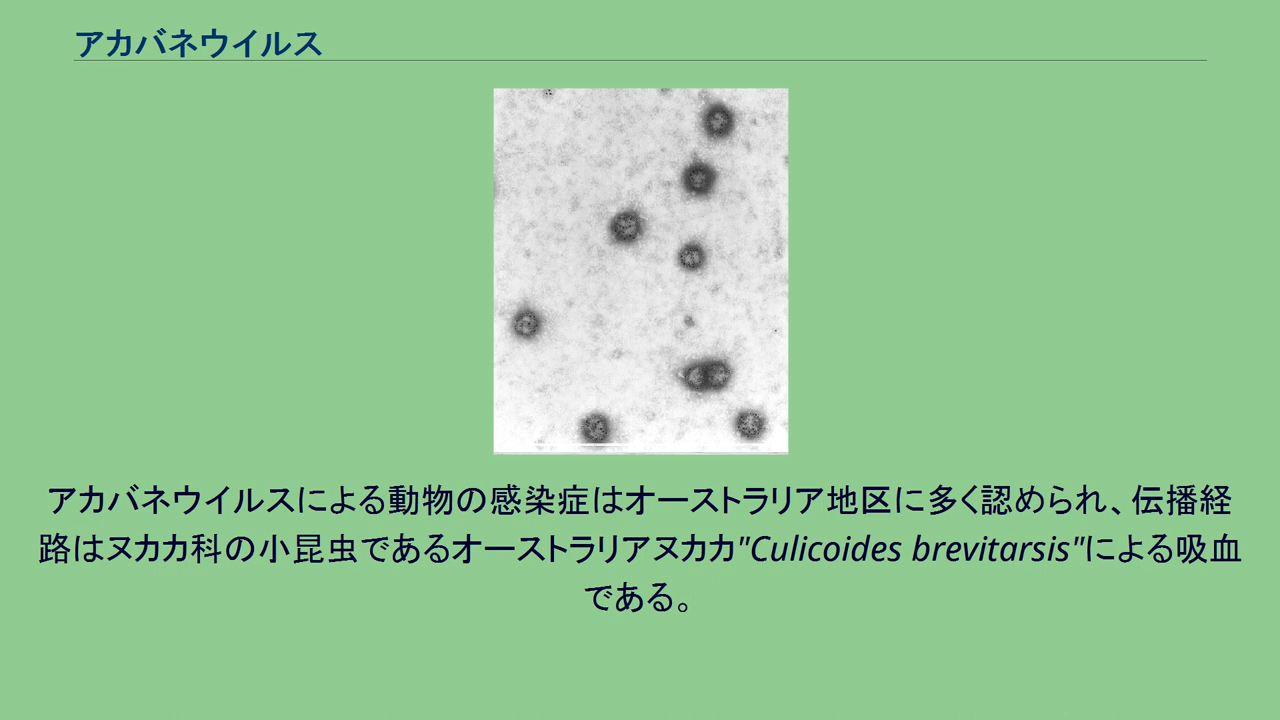 アカバネウイルス
アカバネウイルスによる動物の感染症はオーストラリア地区に多く認められ、伝播経
路はヌカカ科の小昆虫であるオーストラリアヌカカ"Culicoides brevitarsis"による吸血
である。